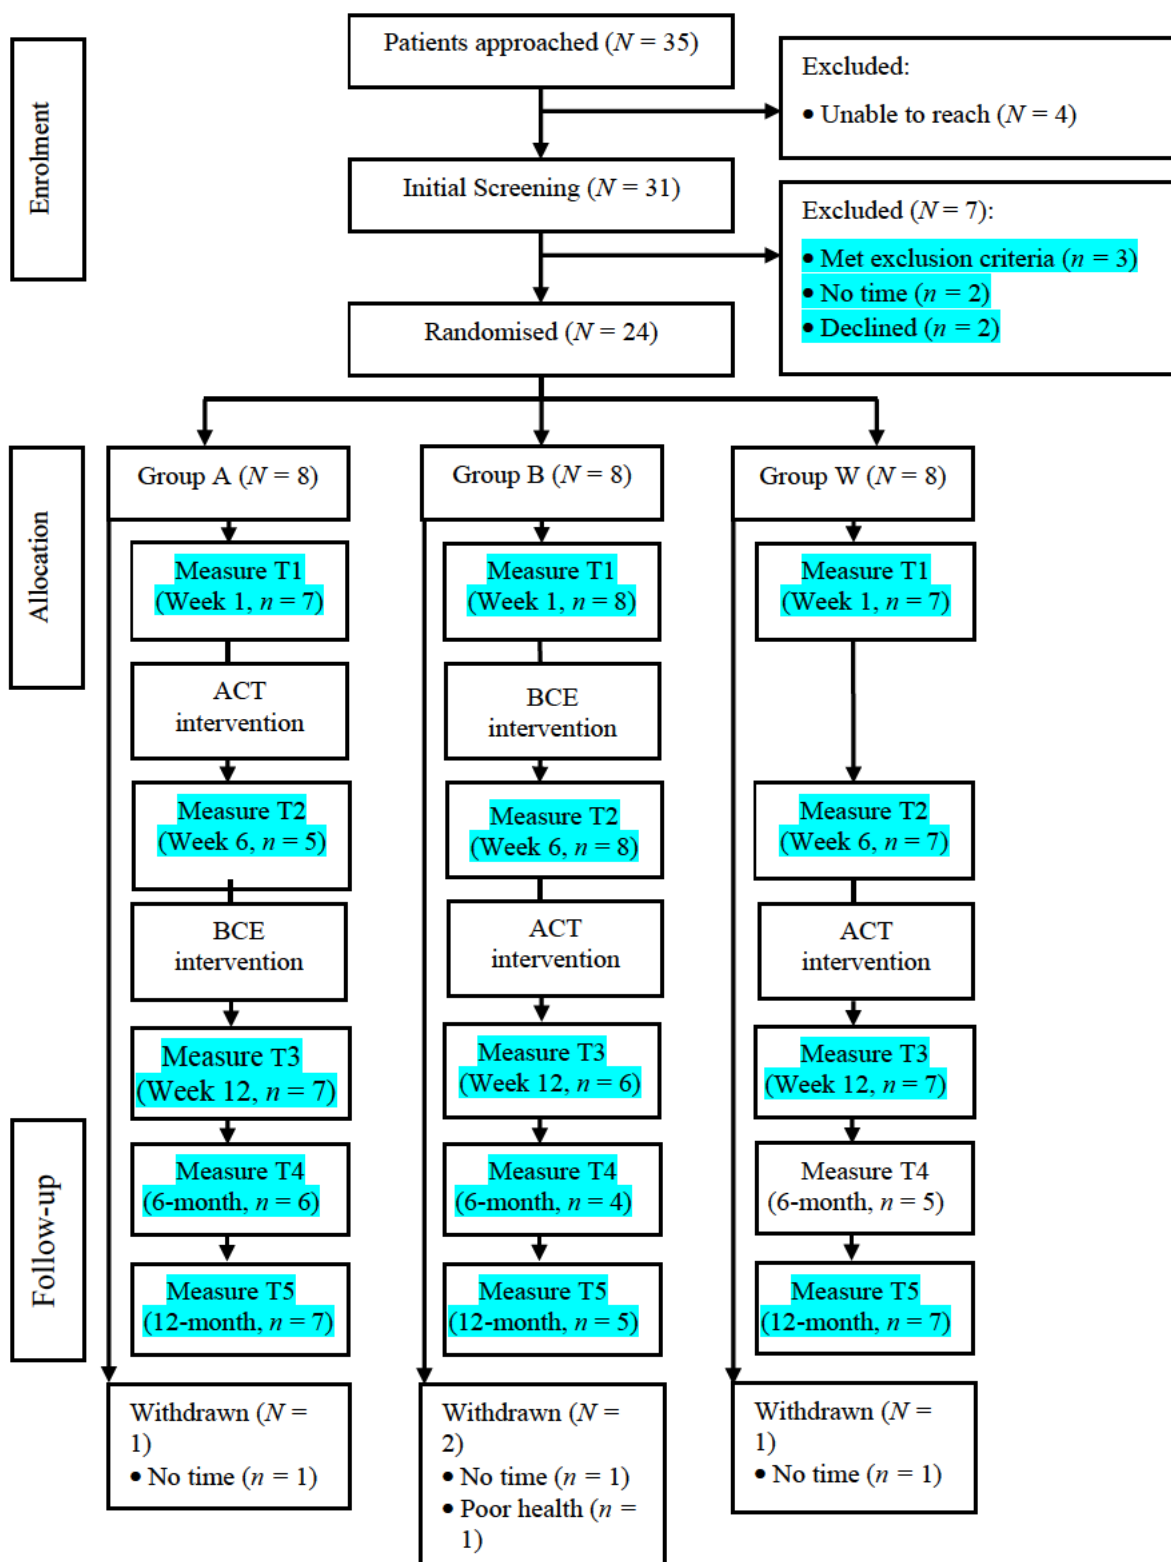 Enrolment
Patients approached (N = 35)
Excluded:
• Unable to reach (N = 4)
Initial Screening (N = 31)
Excluded (N = 7):
• Met exclusion criteria (n = 3)
• No time (n = 2)
• Declined (n = 2)
Randomised (N = 24)
Allocation
Group A (N = 8)
Measure T1
(Week 1, n = 7)
ACT
intervention
Measure T2
(Week 6, n = 5)
BCE
intervention
Measure T3
(Week 12, n = 7)
Group B (N = 8)
Measure T1
(Week 1, n = 8)
BCE
intervention
Measure T2
(Week 6, n = 8)
ACT
intervention
Measure T3
(Week 12, n = 6)
Group W (N = 8)
Measure T1
(Week 1, n = 7)
Measure T2
(Week 6, n = 7)
ACT
intervention
Measure T3
(Week 12, n = 7)
Follow-up
Measure T4
(6-month, n = 6)
Measure T5
(12-month, n = 7)
Withdrawn (N =
1)
• No time (n = 1)
Measure T4
(6-month, n = 4)
Measure T5
(12-month, n = 5)
Withdrawn (N =
2)
• No time (n = 1)
• Poor health (n =
1)
Measure T4
(6-month, n = 5)
Measure T5
(12-month, n = 7)
Withdrawn (N =
1)
• No time (n = 1)